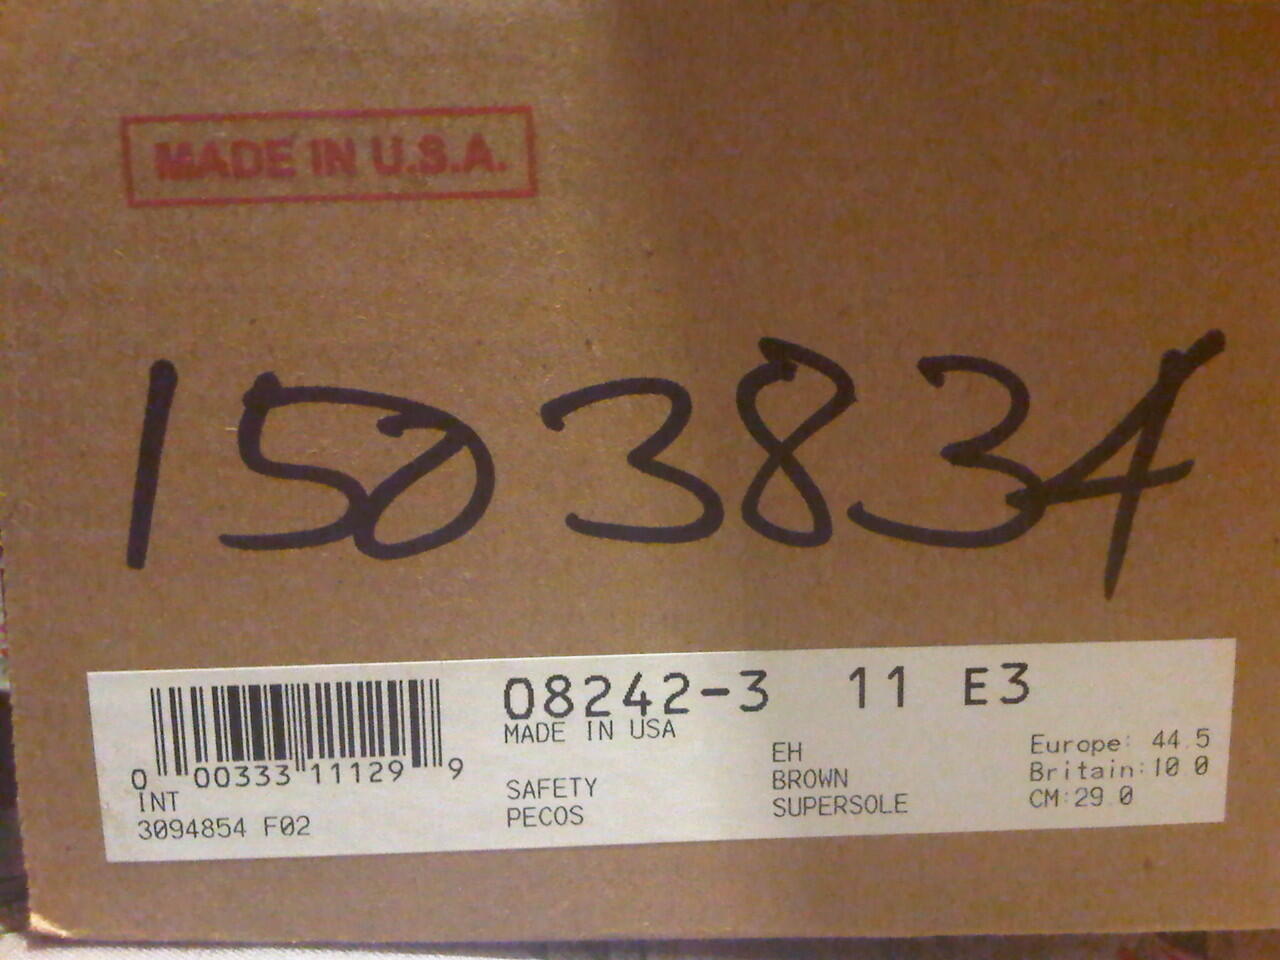 MADE IN U.S.A.
1503834
08242-3 11 E3
MADE IN USA
SAFETY
PECOS
EH
BROWN
SUPERSOLE
Europe: 44.5
Britain:10.0
CM:29.0
0 00333 11129 9
INT
3094854 F02